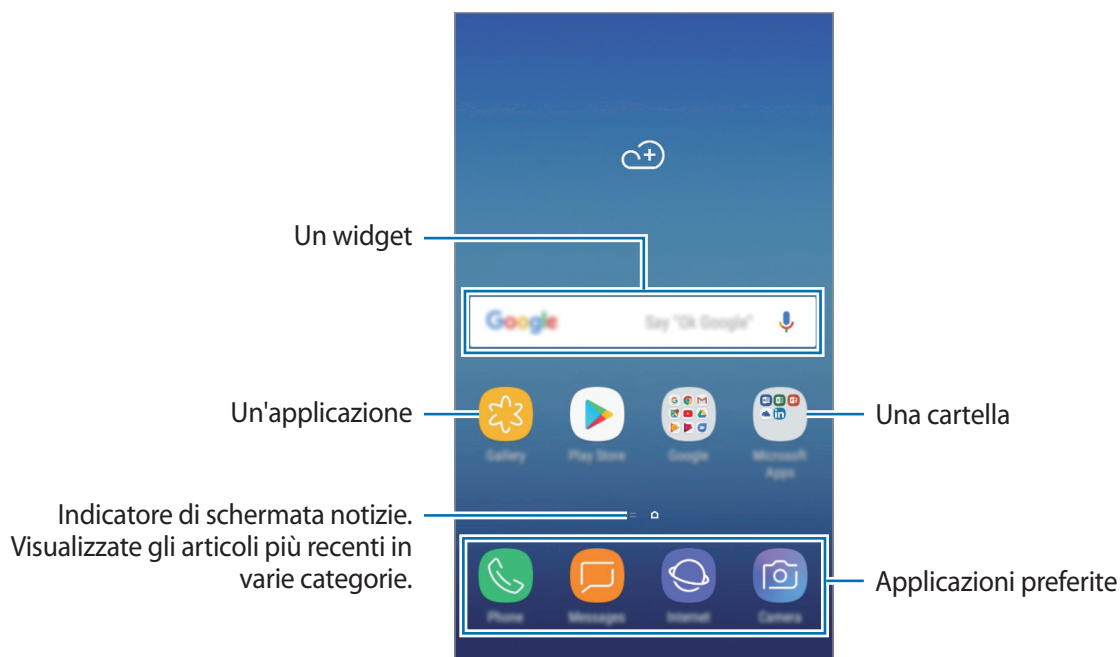 Un widget
Google Say "Ok Google"
Un'applicazione
Una cartella
Gallery Play Store Google Microsoft
Apps
Indicatore di schermata notizie.
Visualizzate gli articoli più recenti in
varie categorie.
Applicazioni preferite
Phone Messages Internet Camera